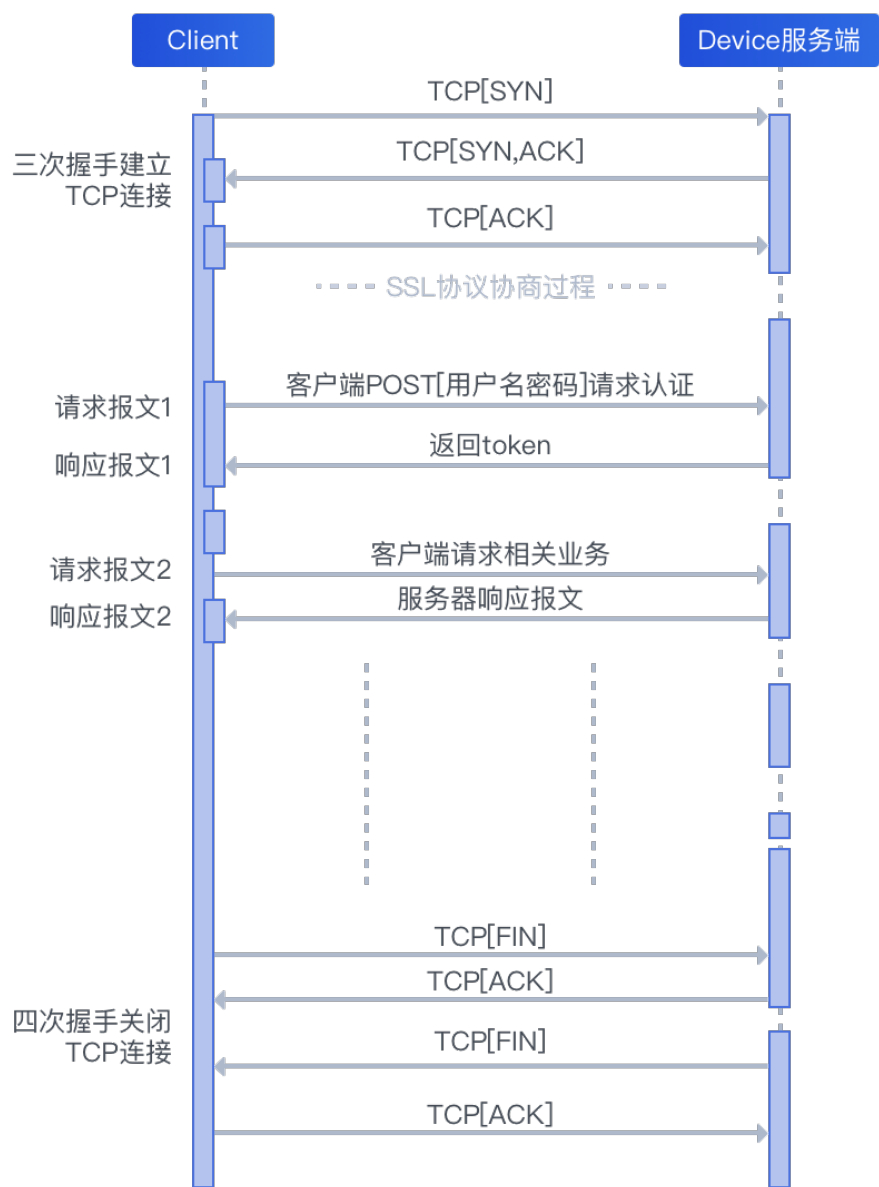 Client
Device服务端
TCP[SYN]
TCP[SYN,ACK]
三次握手建立
TCP连接
TCP[ACK]
SSL协议协商过程
客户端POST[用户名密码]请求认证
请求报文1
返回token
响应报文1
客户端请求相关业务
请求报文2
服务器响应报文
响应报文2
TCP[FIN]
TCP[ACK]
四次握手关闭
TCP连接
TCP[FIN]
TCP[ACK]